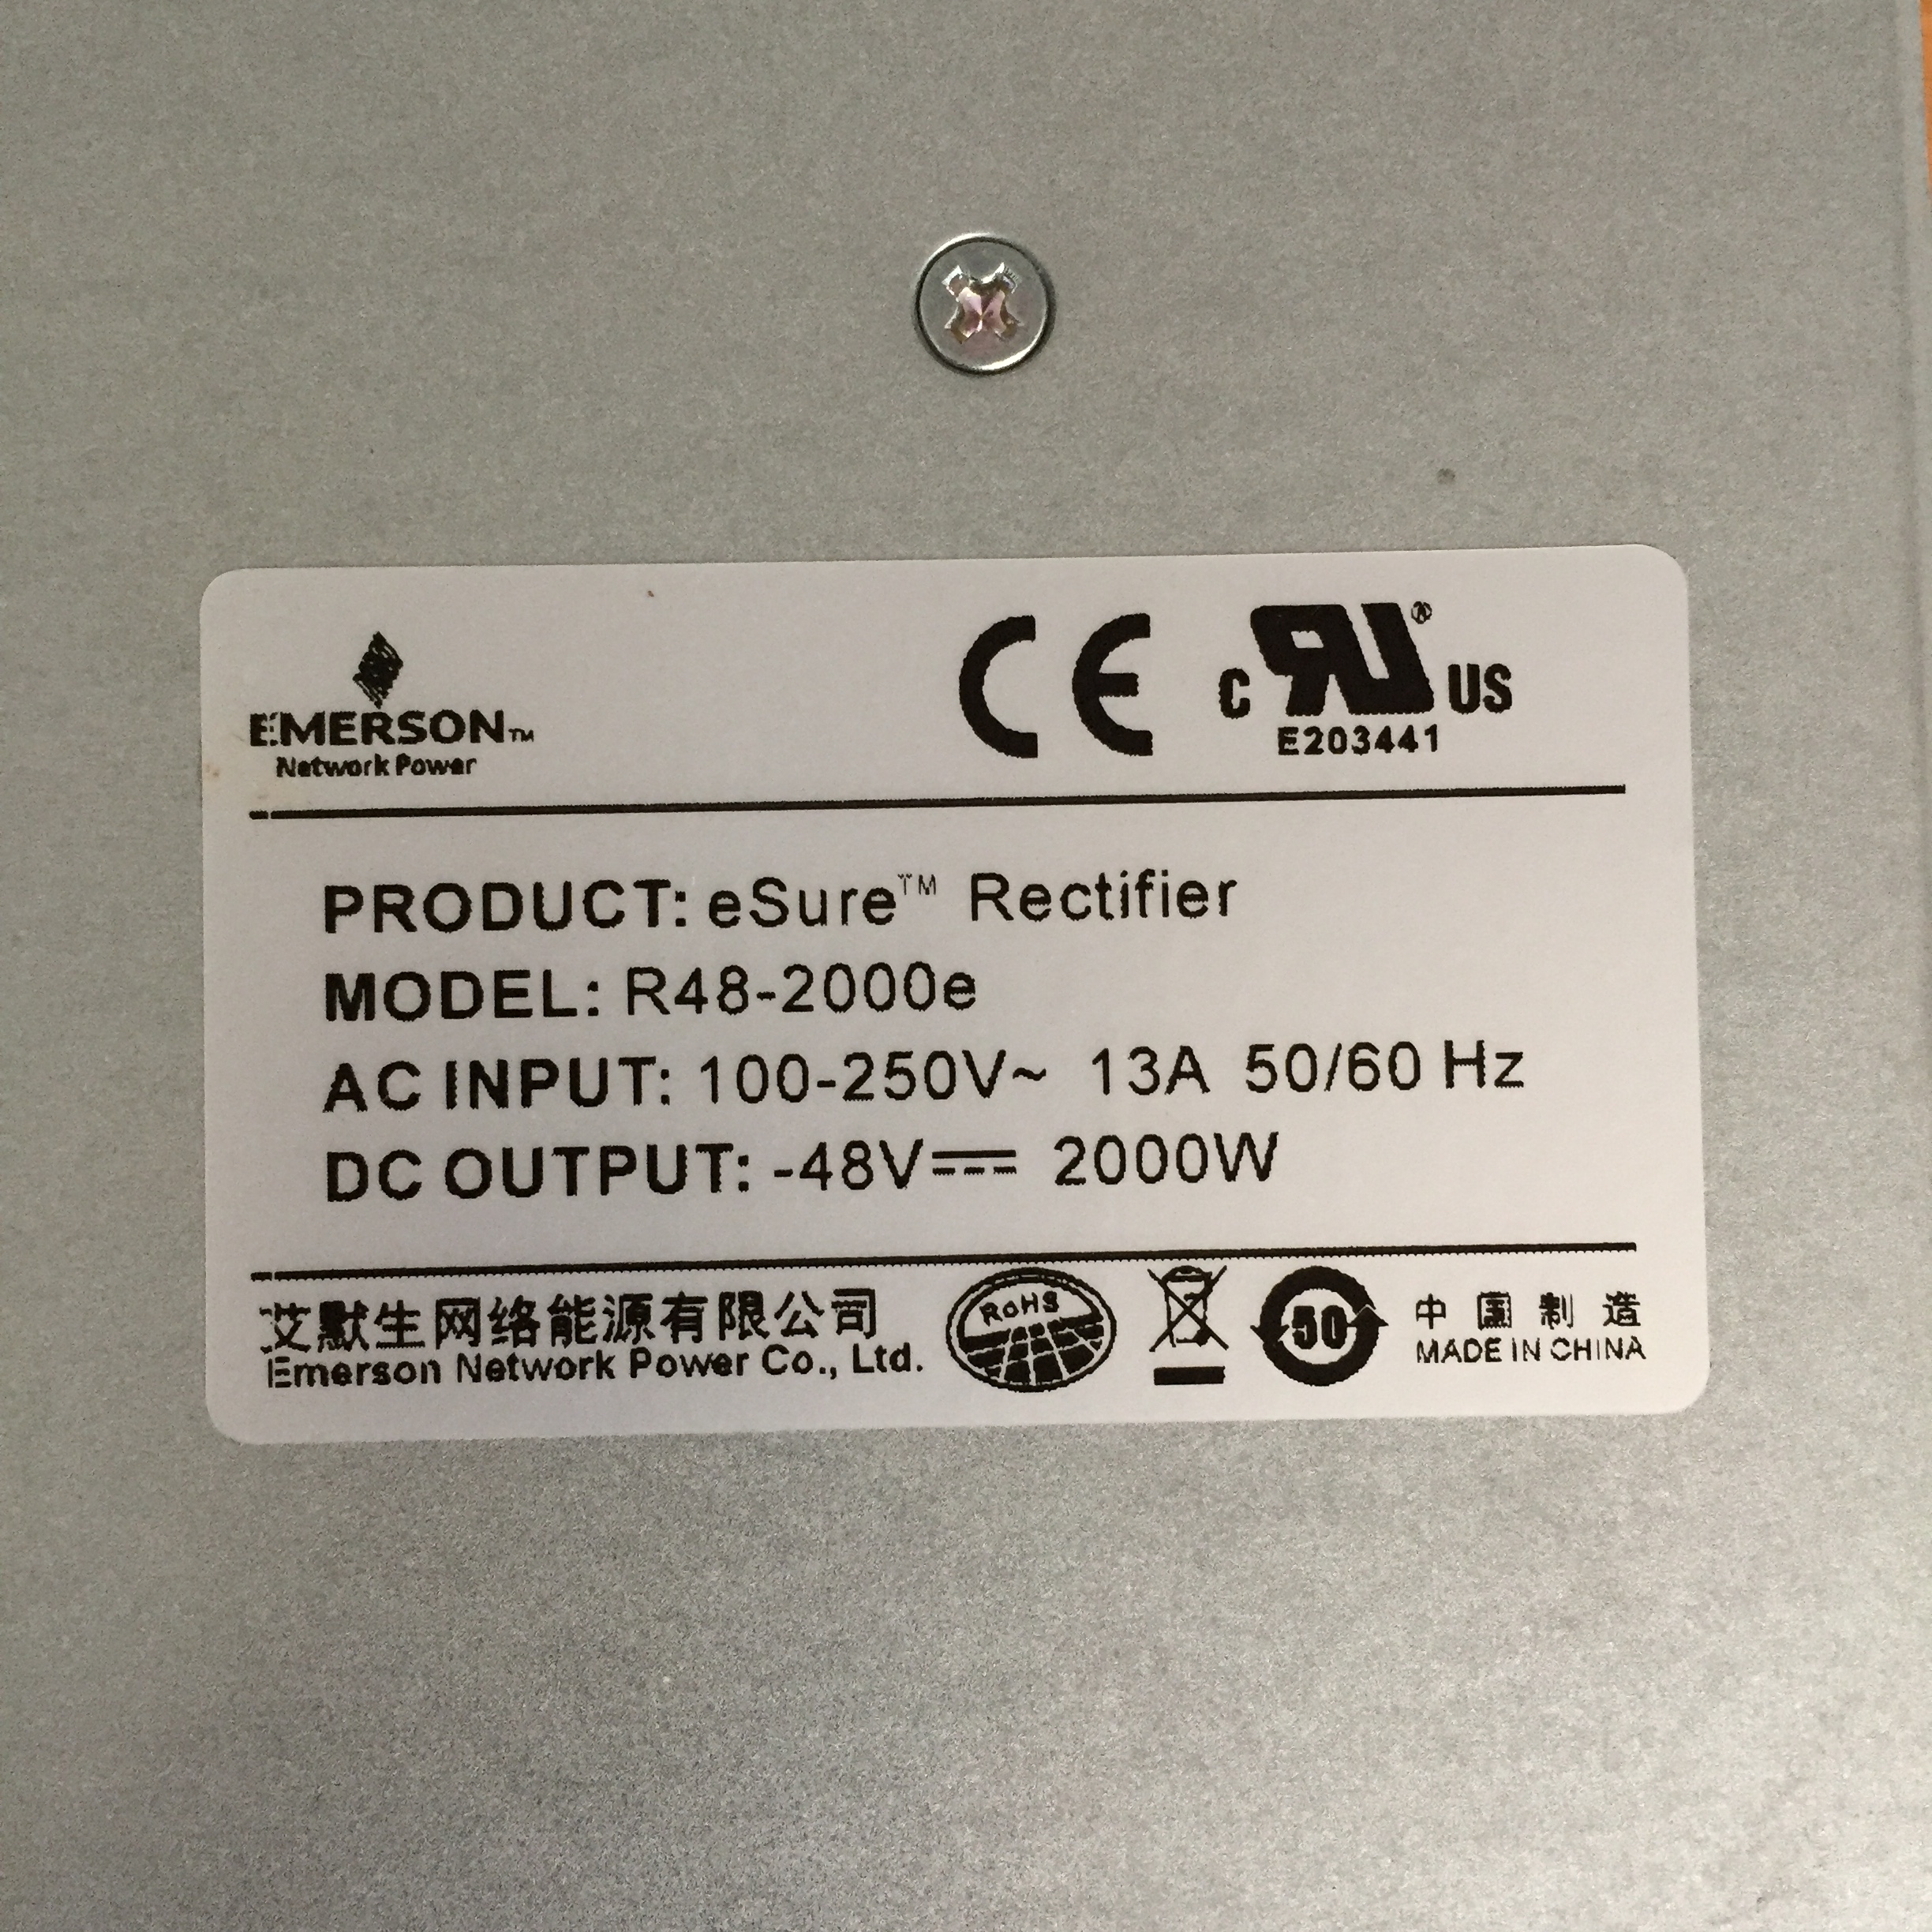 EMERSON™
Network Power
CE
c RU® US
E203441
PRODUCT: eSure™ Rectifier
MODEL: R48-2000e
AC INPUT: 100-250V~ 13A 50/60 Hz
DC OUTPUT: -48V⎓ 2000W
艾默生网络能源有限公司
Emerson Network Power Co., Ltd.
RoHS
50
中国制造
MADE IN CHINA